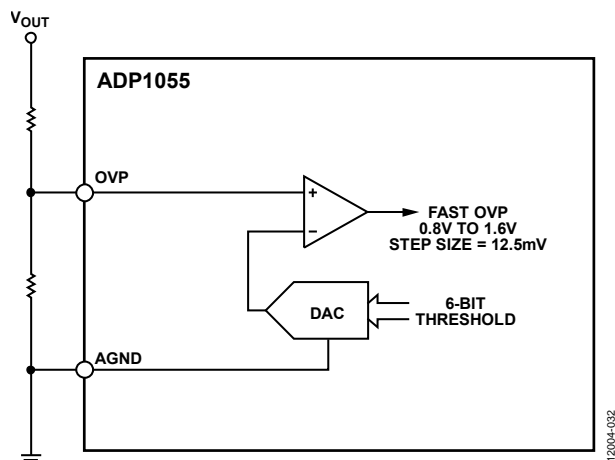 VOUT
ADP1055
OVP
+
−
FAST OVP
0.8V TO 1.6V
STEP SIZE = 12.5mV
DAC
6-BIT
THRESHOLD
AGND
12004-032